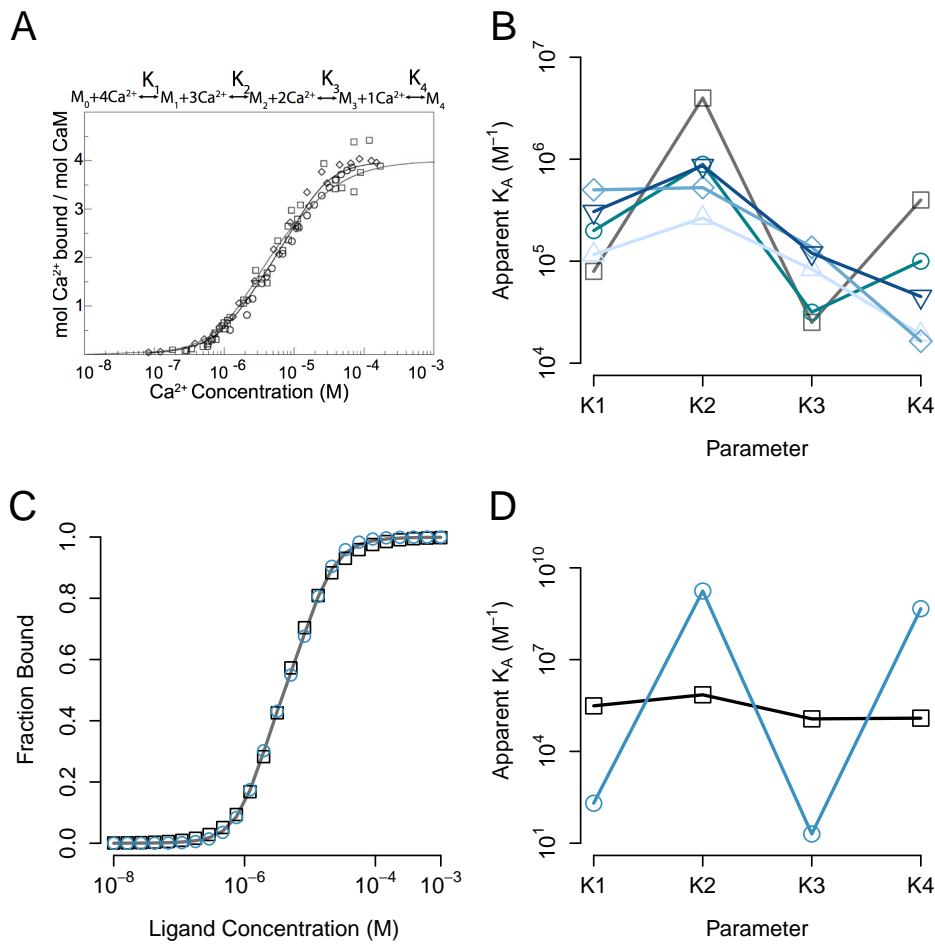 A
K₁ K₂ K₃ K₄
M₀+4Ca²⁺↔M₁+3Ca²⁺↔M₂+2Ca²⁺↔M₃+1Ca²⁺↔M₄
mol Ca²⁺ bound / mol CaM
4
3
2
1
10⁻⁸ 10⁻⁷ 10⁻⁶ 10⁻⁵ 10⁻⁴ 10⁻³
Ca²⁺ Concentration (M)
B
Apparent K_A (M⁻¹)
10⁷
10⁶
10⁵
10⁴
K1 K2 K3 K4
Parameter
C
Fraction Bound
1.0
0.8
0.6
0.4
0.2
0.0
10⁻⁸ 10⁻⁶ 10⁻⁴ 10⁻³
Ligand Concentration (M)
D
Apparent K_A (M⁻¹)
10¹⁰
10⁷
10⁴
10¹
K1 K2 K3 K4
Parameter